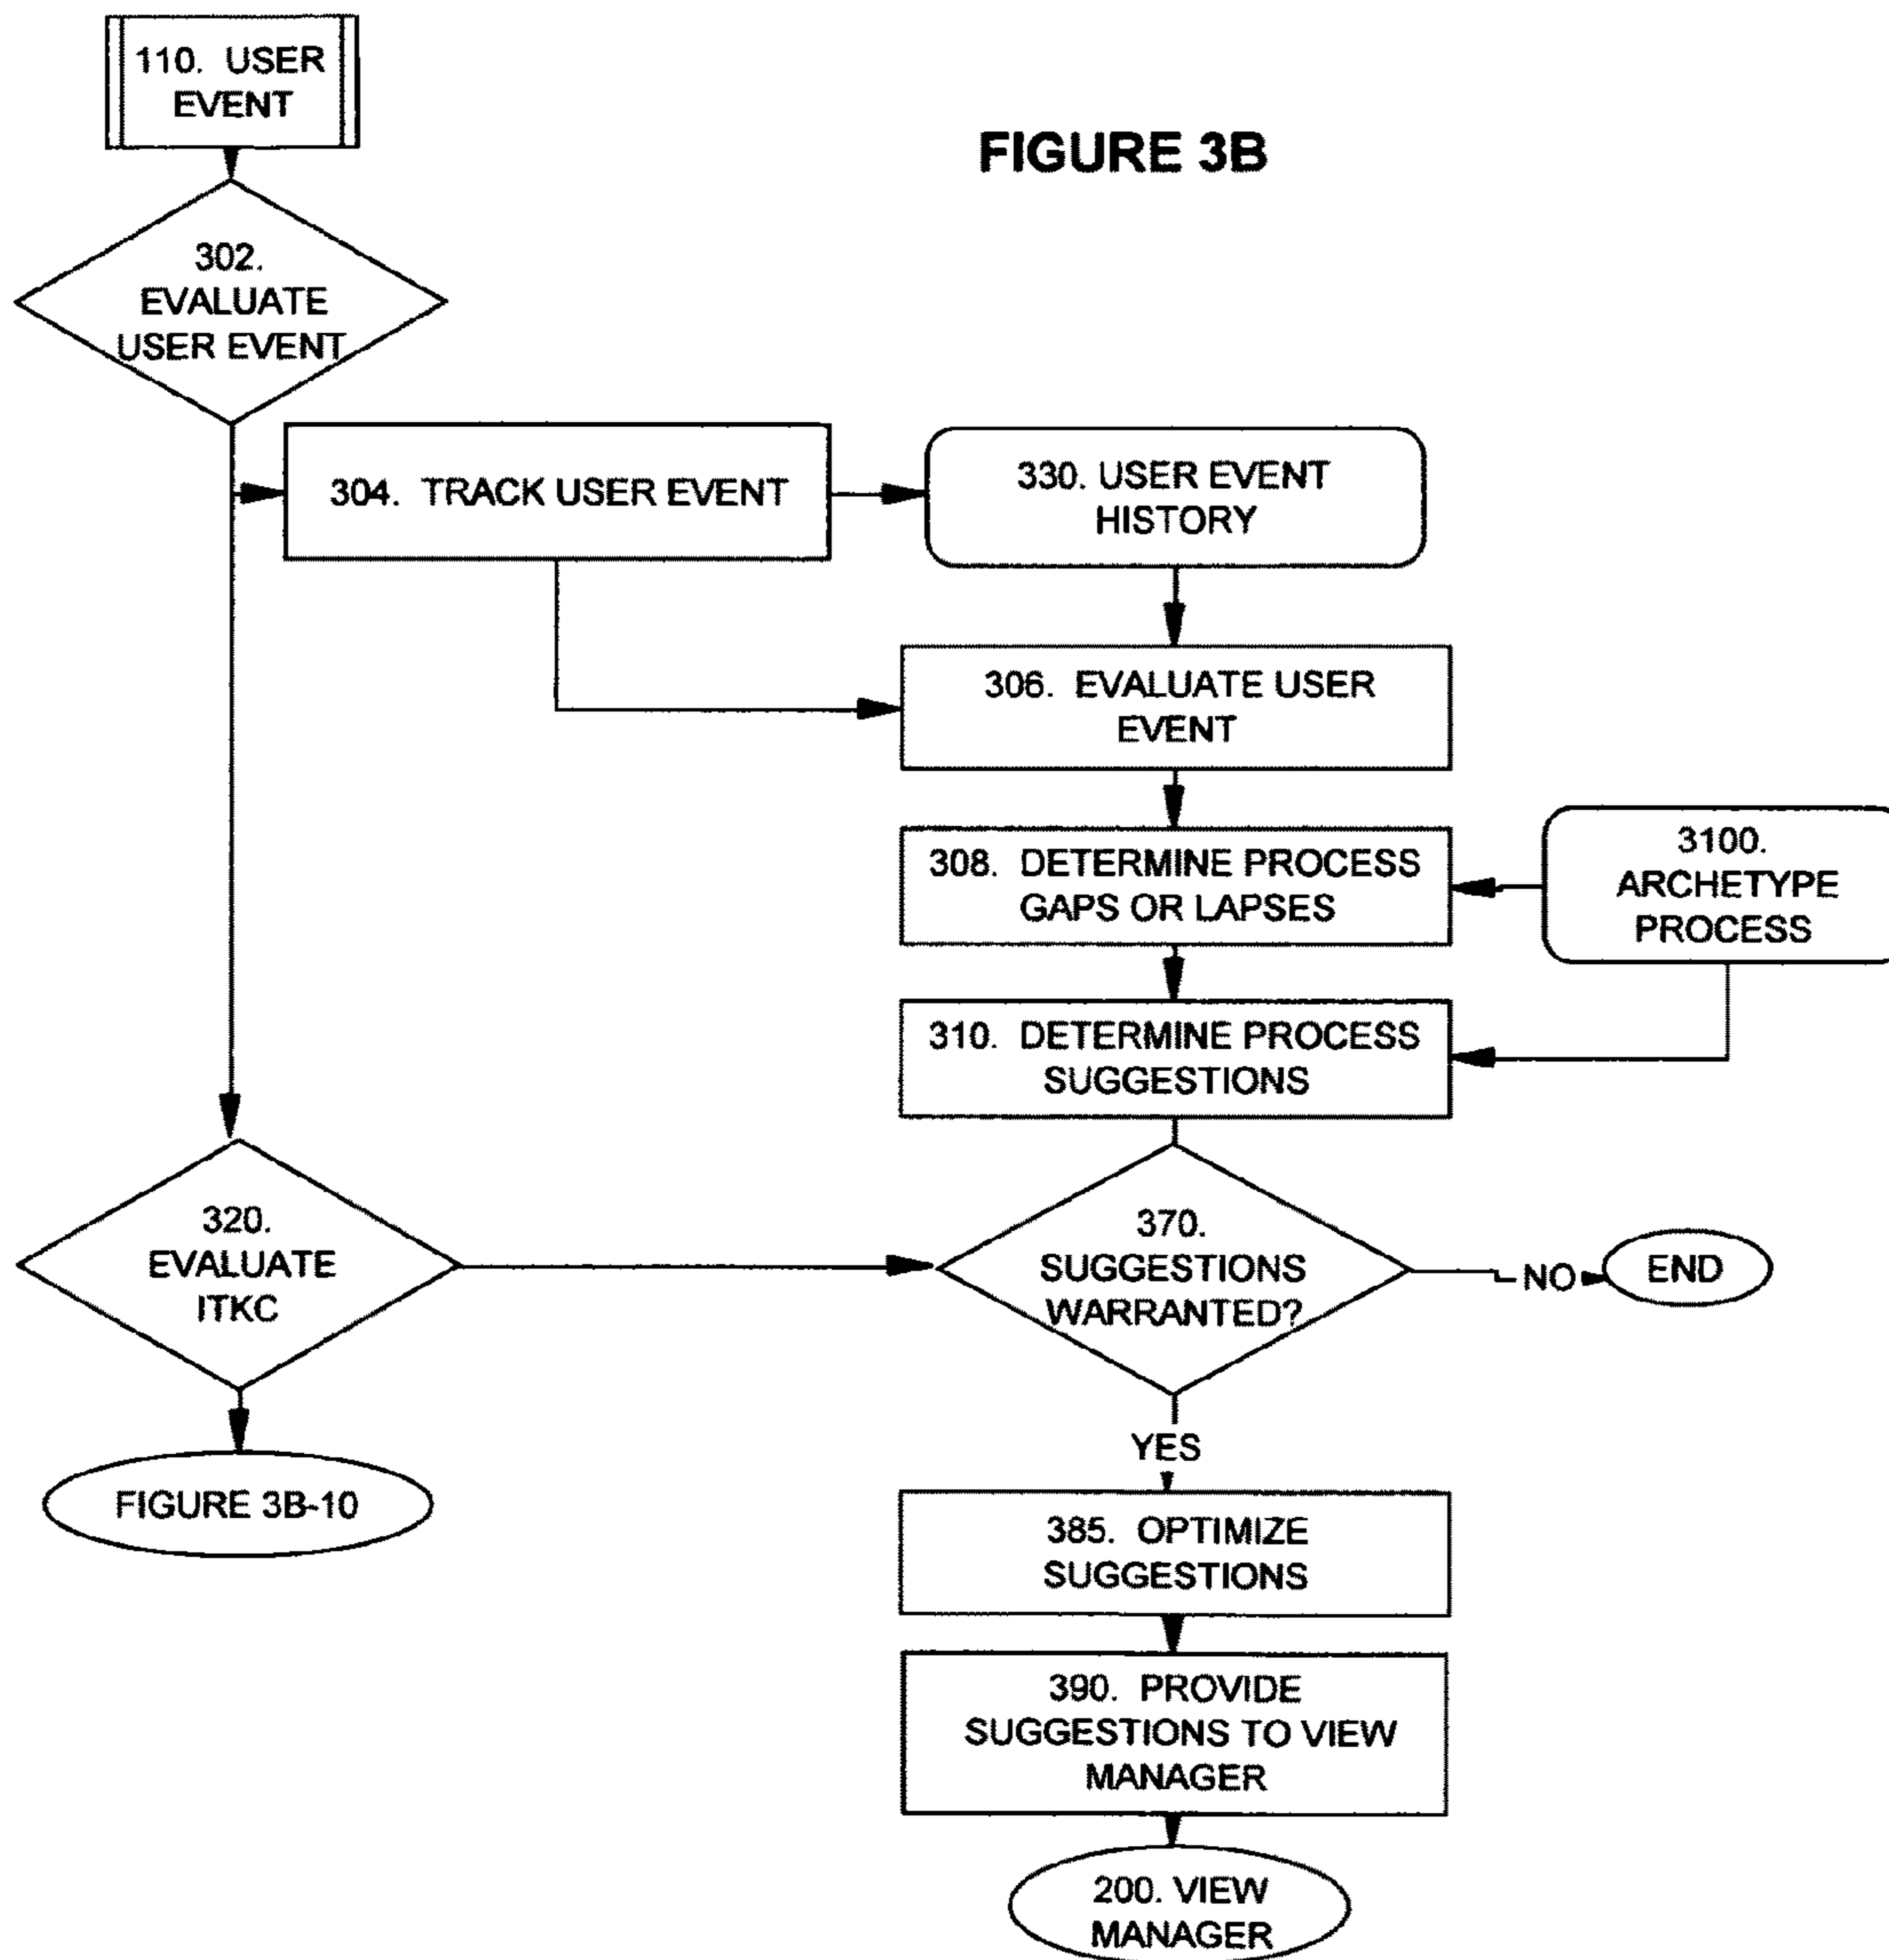 110. USER
EVENT
FIGURE 3B
302.
EVALUATE
USER EVENT
304. TRACK USER EVENT
330. USER EVENT
HISTORY
306. EVALUATE USER
EVENT
308. DETERMINE PROCESS
GAPS OR LAPSES
3100.
ARCHETYPE
PROCESS
310. DETERMINE PROCESS
SUGGESTIONS
320.
EVALUATE
ITKC
370.
SUGGESTIONS
WARRANTED?
NO
END
YES
FIGURE 3B-10
385. OPTIMIZE
SUGGESTIONS
390. PROVIDE
SUGGESTIONS TO VIEW
MANAGER
200. VIEW
MANAGER